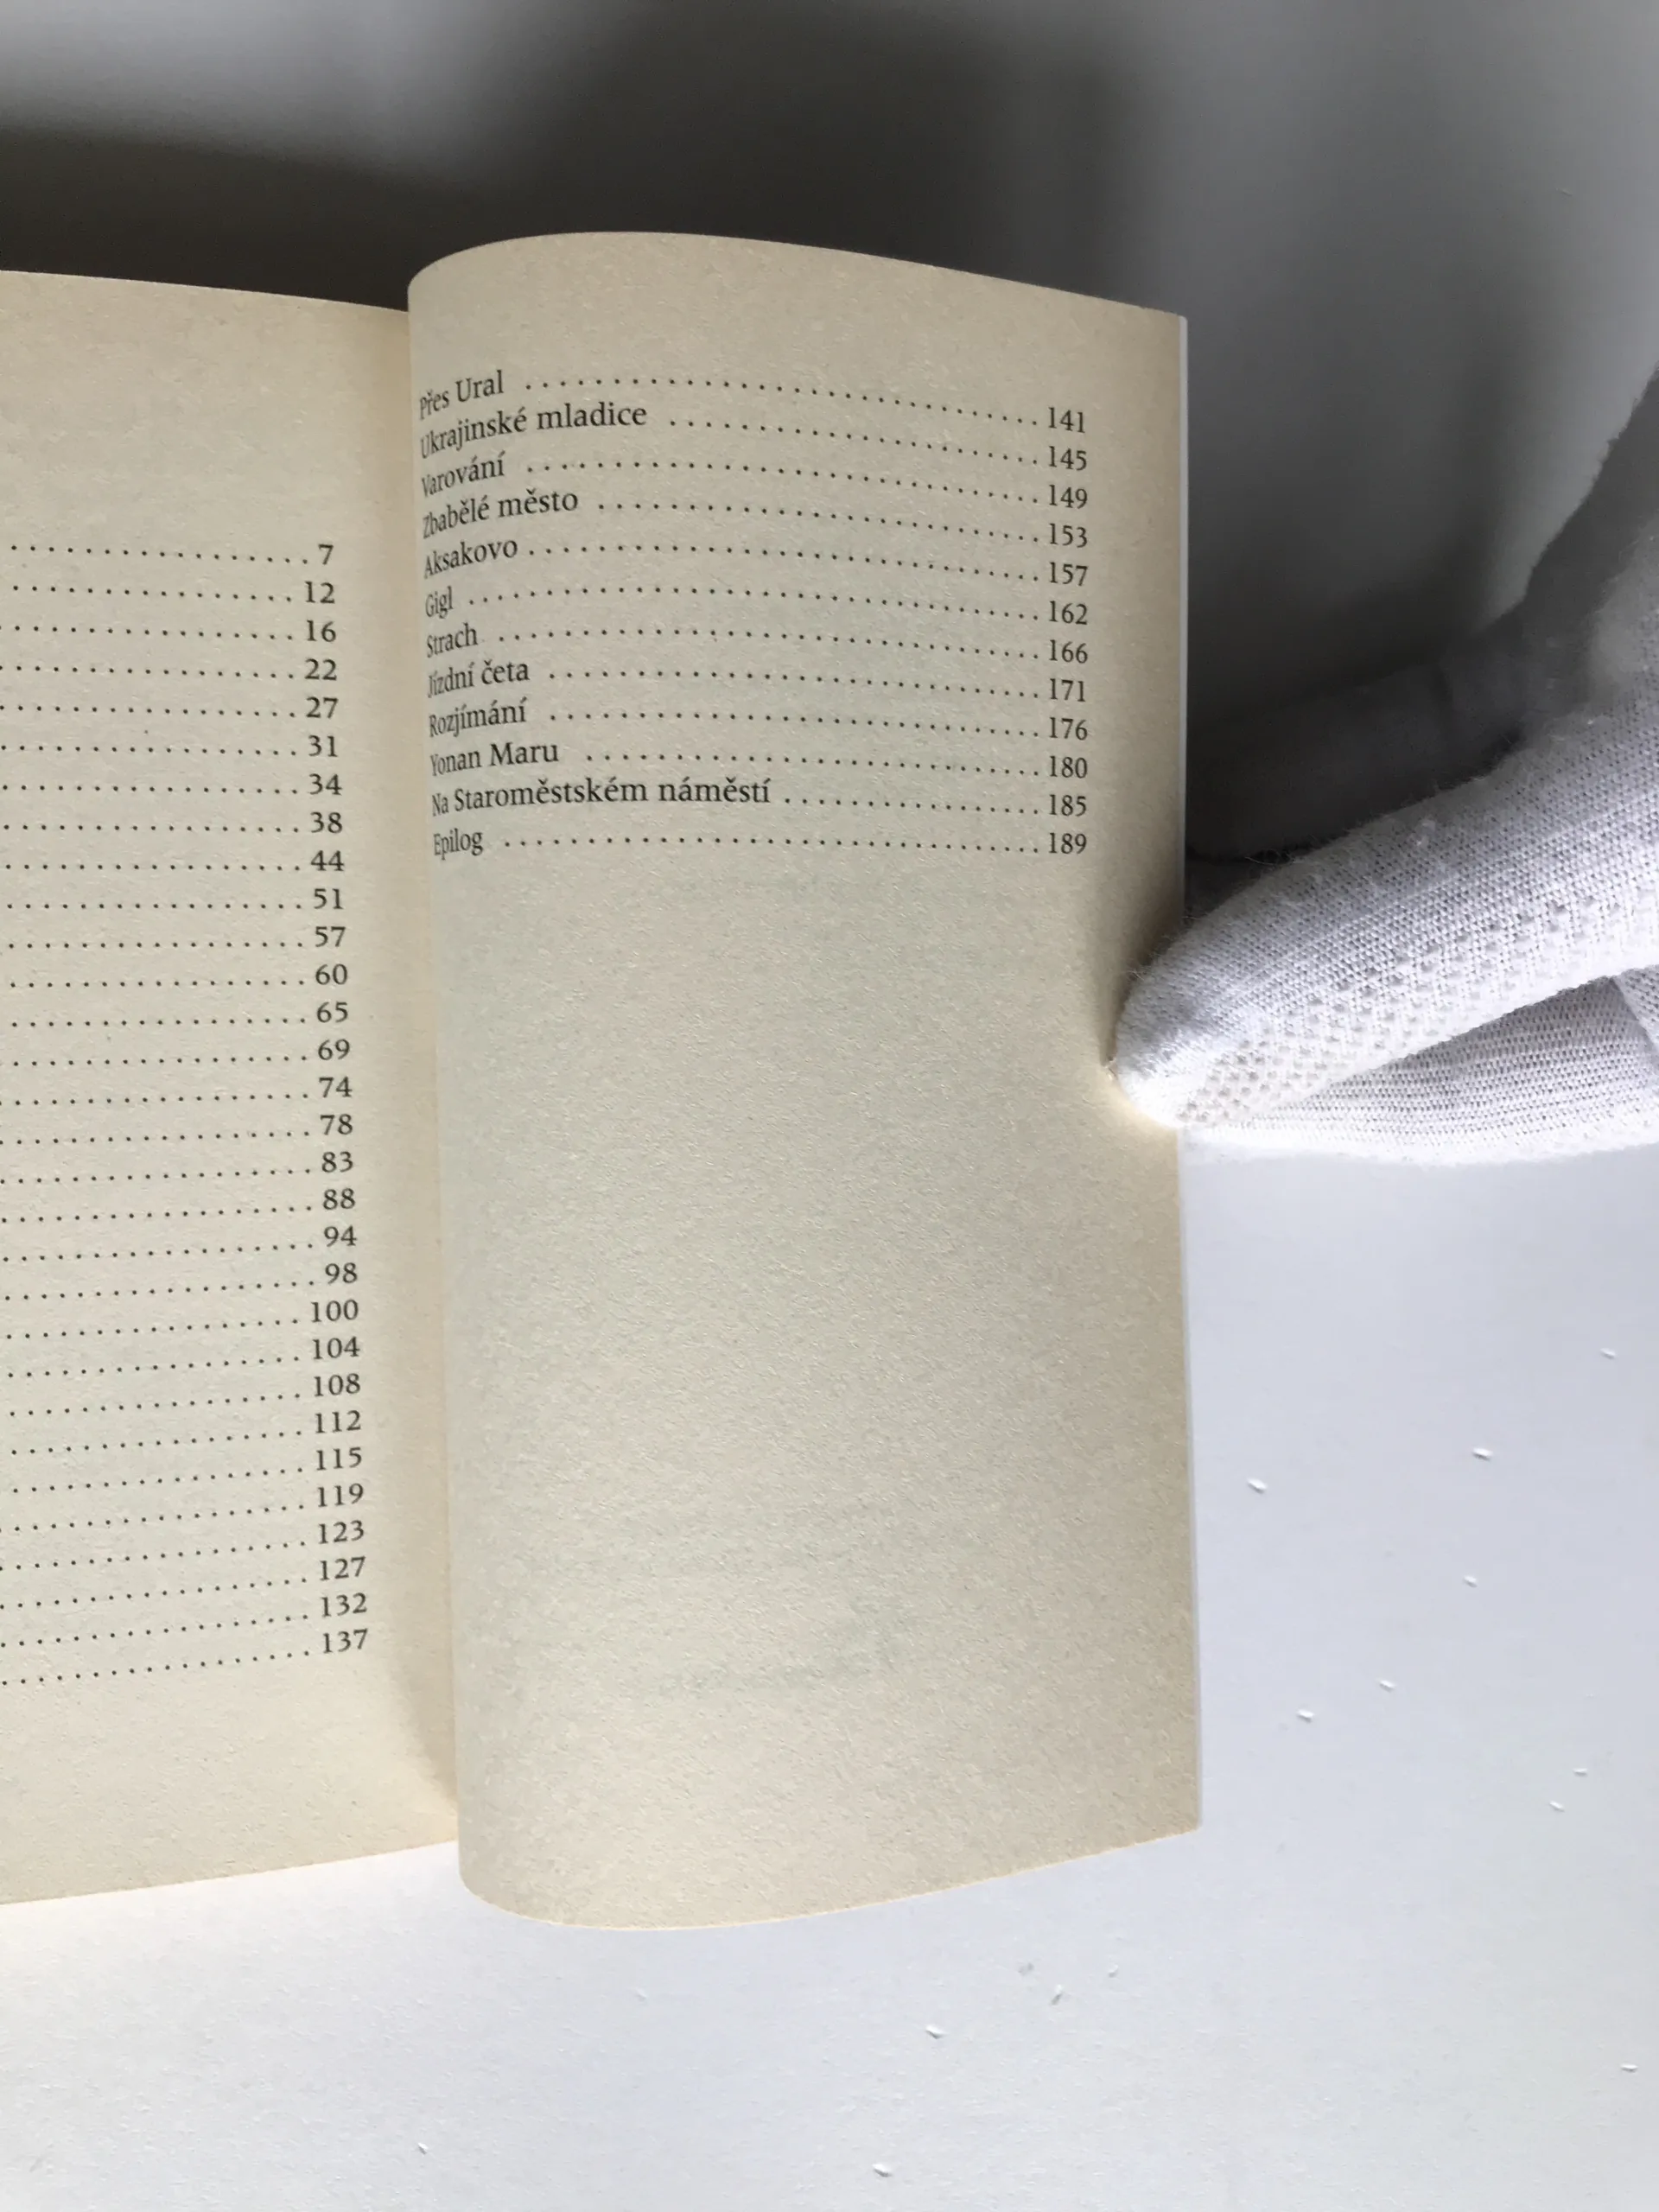 . . . . . . . . . . . . . . . . . 7
. . . . . . . . . . . . . . . . . 12
. . . . . . . . . . . . . . . . . 16
. . . . . . . . . . . . . . . . . 22
. . . . . . . . . . . . . . . . . 27
. . . . . . . . . . . . . . . . . 31
. . . . . . . . . . . . . . . . . 34
. . . . . . . . . . . . . . . . . 38
. . . . . . . . . . . . . . . . . 44
. . . . . . . . . . . . . . . . . 51
. . . . . . . . . . . . . . . . . 57
. . . . . . . . . . . . . . . . . 60
. . . . . . . . . . . . . . . . . 65
. . . . . . . . . . . . . . . . . 69
. . . . . . . . . . . . . . . . . 74
. . . . . . . . . . . . . . . . . 78
. . . . . . . . . . . . . . . . . 83
. . . . . . . . . . . . . . . . . 88
. . . . . . . . . . . . . . . . . 94
. . . . . . . . . . . . . . . . . 98
. . . . . . . . . . . . . . . . . 100
. . . . . . . . . . . . . . . . . 104
. . . . . . . . . . . . . . . . . 108
. . . . . . . . . . . . . . . . . 112
. . . . . . . . . . . . . . . . . 115
. . . . . . . . . . . . . . . . . 119
. . . . . . . . . . . . . . . . . 123
. . . . . . . . . . . . . . . . . 127
. . . . . . . . . . . . . . . . . 132
. . . . . . . . . . . . . . . . . 137
Přes Ural . . . . . . . . . . . . . . . . . 141
Ukrajinské mladice . . . . . . . . . . . . . . . . . 145
Varování . . . . . . . . . . . . . . . . . 149
Zbabělé město . . . . . . . . . . . . . . . . . 153
Aksakovo . . . . . . . . . . . . . . . . . 157
Gigl . . . . . . . . . . . . . . . . . 162
Strach . . . . . . . . . . . . . . . . . 166
Jízdní četa . . . . . . . . . . . . . . . . . 171
Rozjímání . . . . . . . . . . . . . . . . . 176
Yonan Maru . . . . . . . . . . . . . . . . . 180
Na Staroměstském náměstí . . . . . . . . . . . . . . . . . 185
Epilog . . . . . . . . . . . . . . . . . 189